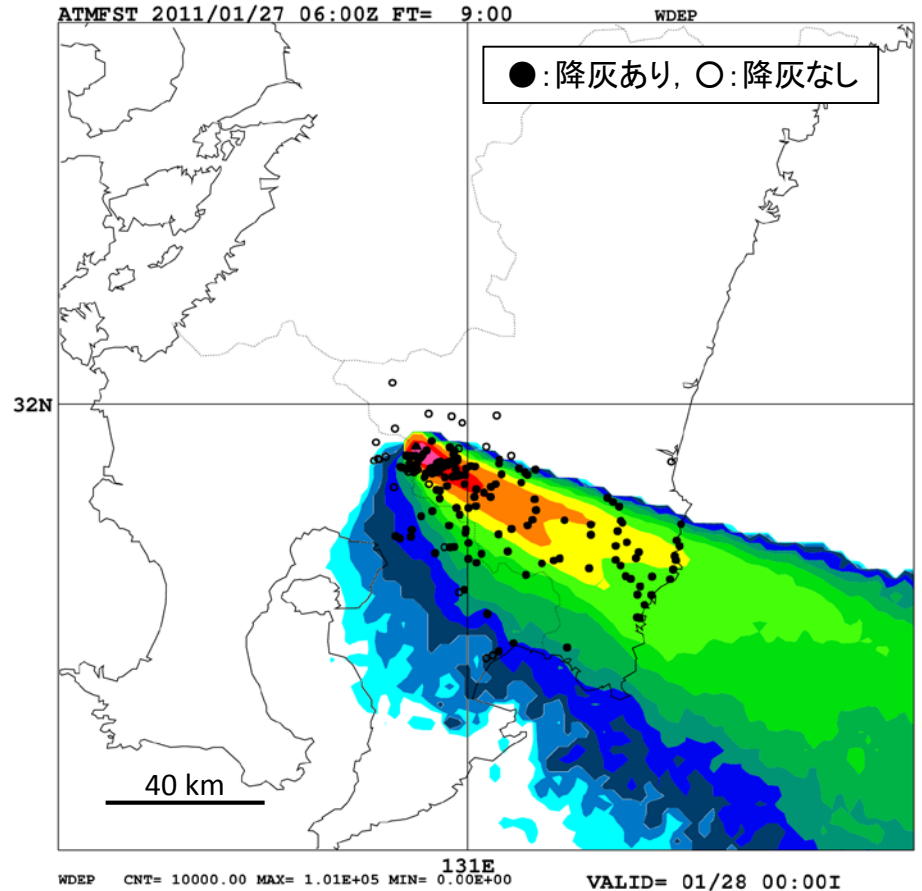 ATMFST 2011/01/27 06:00Z FT= 9:00 WDEP
●:降灰あり, ○:降灰なし
32N
40 km
131E
WDEP CNT= 10000.00 MAX= 1.01E+05 MIN= 0.00E+00 VALID= 01/28 00:00I